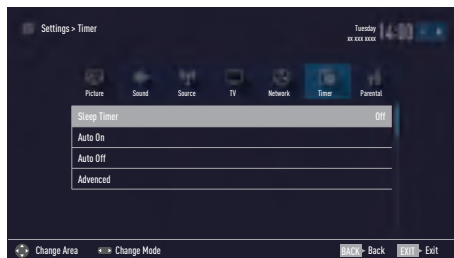 Settings > Timer
Tuesday 14:00
xx xxx xxxx
Picture Sound Source TV Network Timer Parental
Sleep Timer Off
Auto On
Auto Off
Advanced
Change Area Change Mode BACK Back EXIT Exit